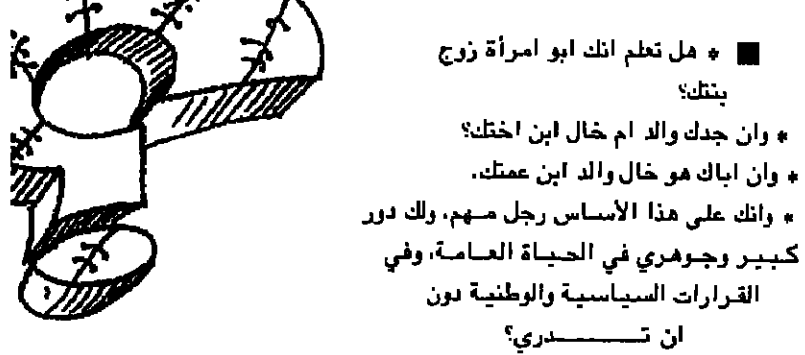 ■ * هل تعلم انك ابو امرأة زوج
بنتك؟
* وان جدك والد ام خال ابن اختك؟
* وان اباك هو خال والد ابن عمتك.
* وانك على هذا الأساس رجل مهم، ولك دور
كبير وجوهري في الحياة العامة، وفي
القرارات السياسية والوطنية دون
ان تـــــــدري؟